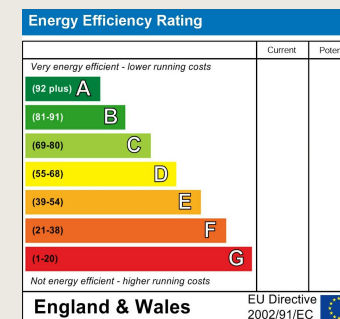 Energy Efficiency Rating
Current
Very energy efficient - lower running costs
(92 plus) A
(81-91) B
(69-80) C
(55-68) D
(39-54) E
(21-38) F
(1-20) G
Not energy efficient - higher running costs
England & Wales
EU Directive
2002/91/EC